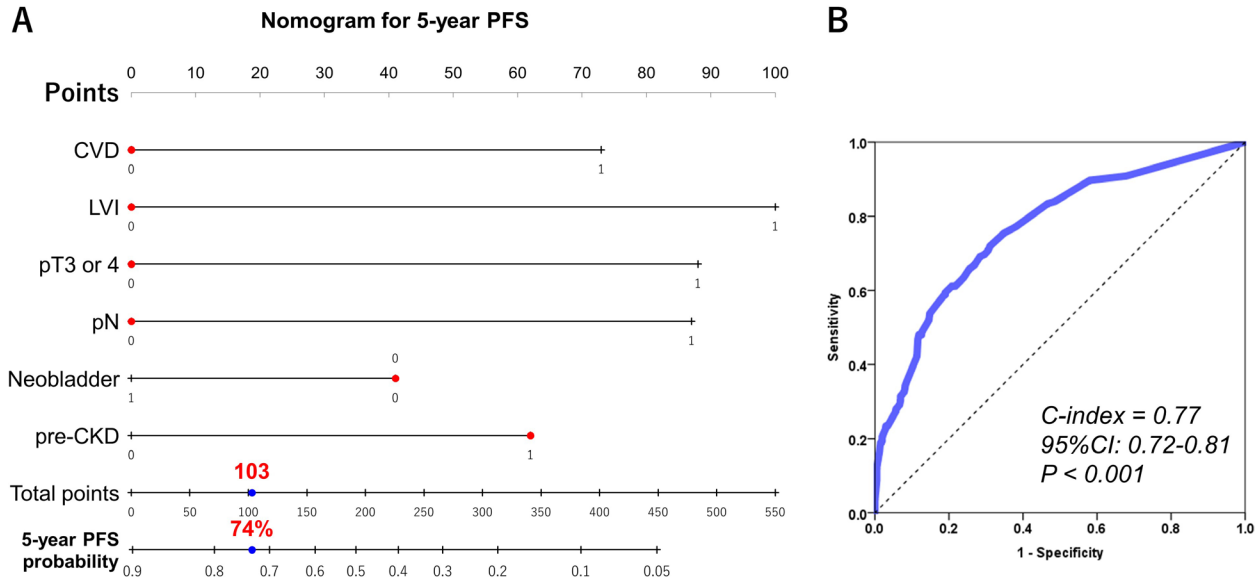 A
Nomogram for 5-year PFS
0 10 20 30 40 50 60 70 80 90 100
Points
CVD
0 1
LVI
0 1
pT3 or 4
0 1
pN
0 1
0
Neobladder
1 0
pre-CKD
0 1
103
Total points
0 50 100 150 200 250 300 350 400 450 500 550
74%
5-year PFS
probability
0.9 0.8 0.7 0.6 0.5 0.4 0.3 0.2 0.1 0.05
B
1.0
0.8
0.6
0.4
0.2
0.0
Sensitivity
C-index = 0.77
95%CI: 0.72-0.81
P < 0.001
0.0 0.2 0.4 0.6 0.8 1.0
1 - Specificity